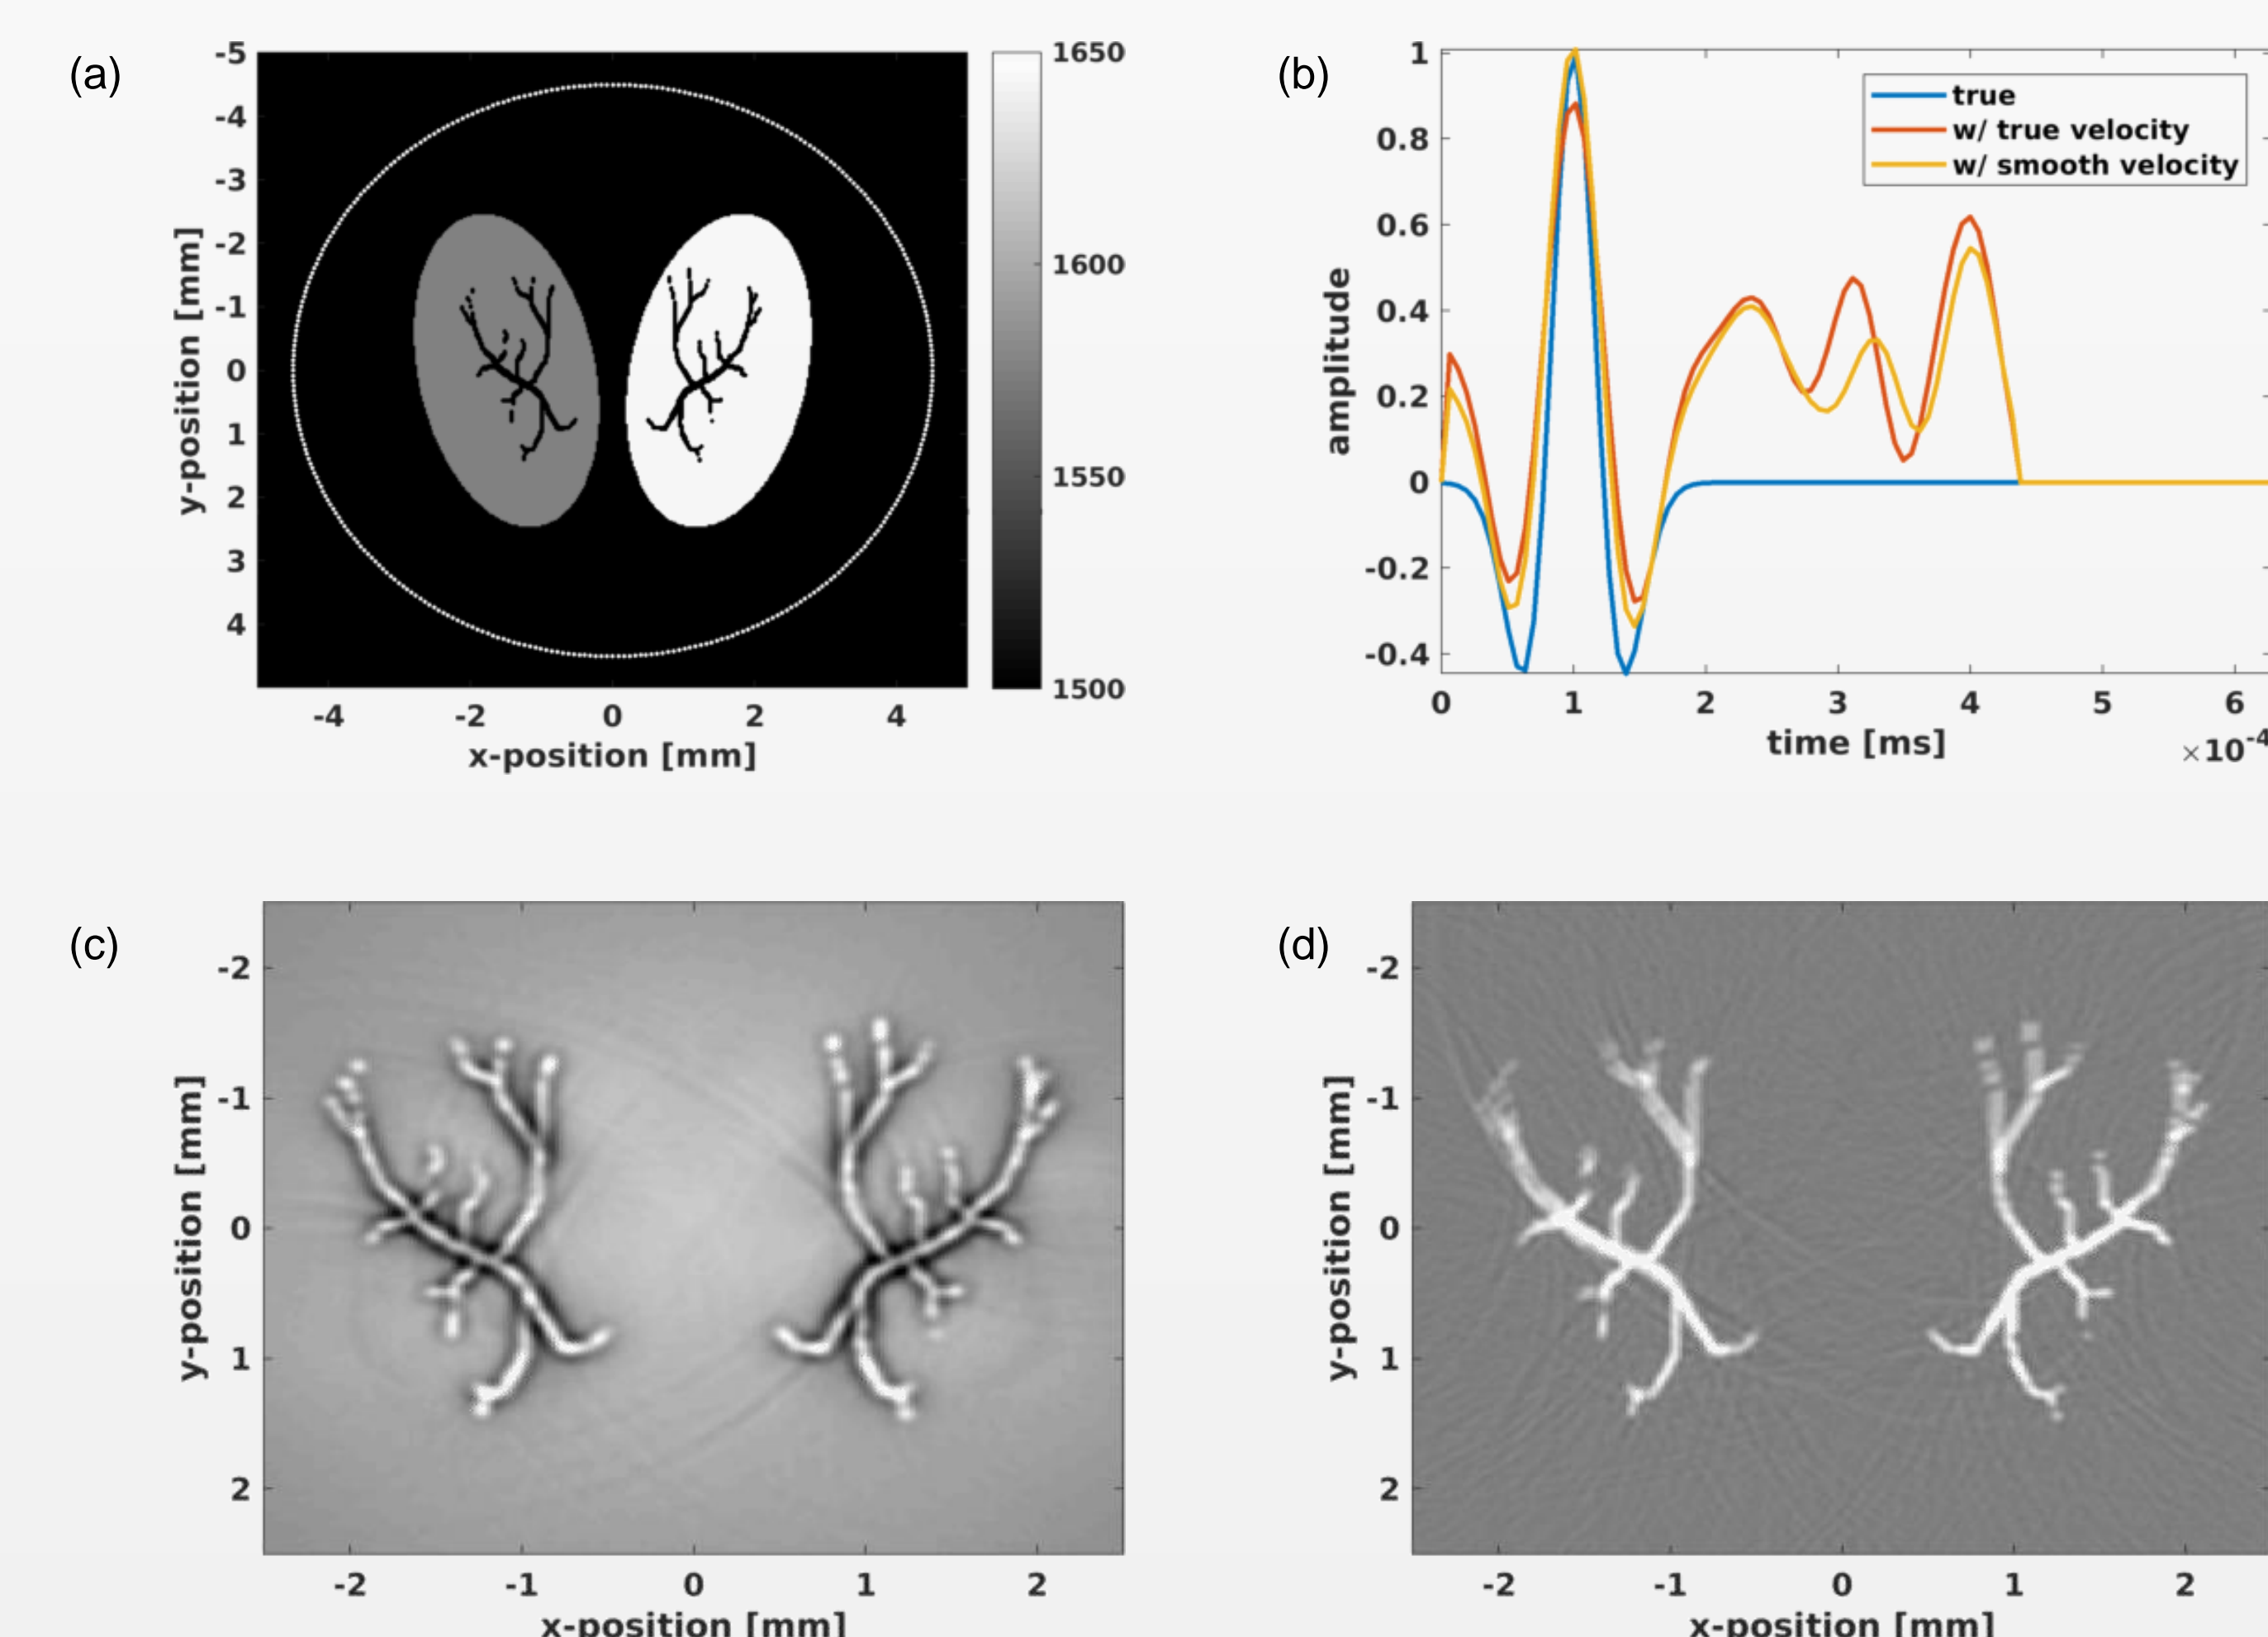 (a)
-5
-4
-3
-2
-1
0
1
2
3
4
y-position [mm]
-4 -2 0 2 4
x-position [mm]
1650
1600
1550
1500
(b)
1
0.8
0.6
0.4
0.2
0
-0.2
-0.4
amplitude
true
w/ true velocity
w/ smooth velocity
0 1 2 3 4 5 6
time [ms]
×10-4
(c)
-2
-1
0
1
2
y-position [mm]
-2 -1 0 1 2
x-position [mm]
(d)
-2
-1
0
1
2
y-position [mm]
-2 -1 0 1 2
x-position [mm]